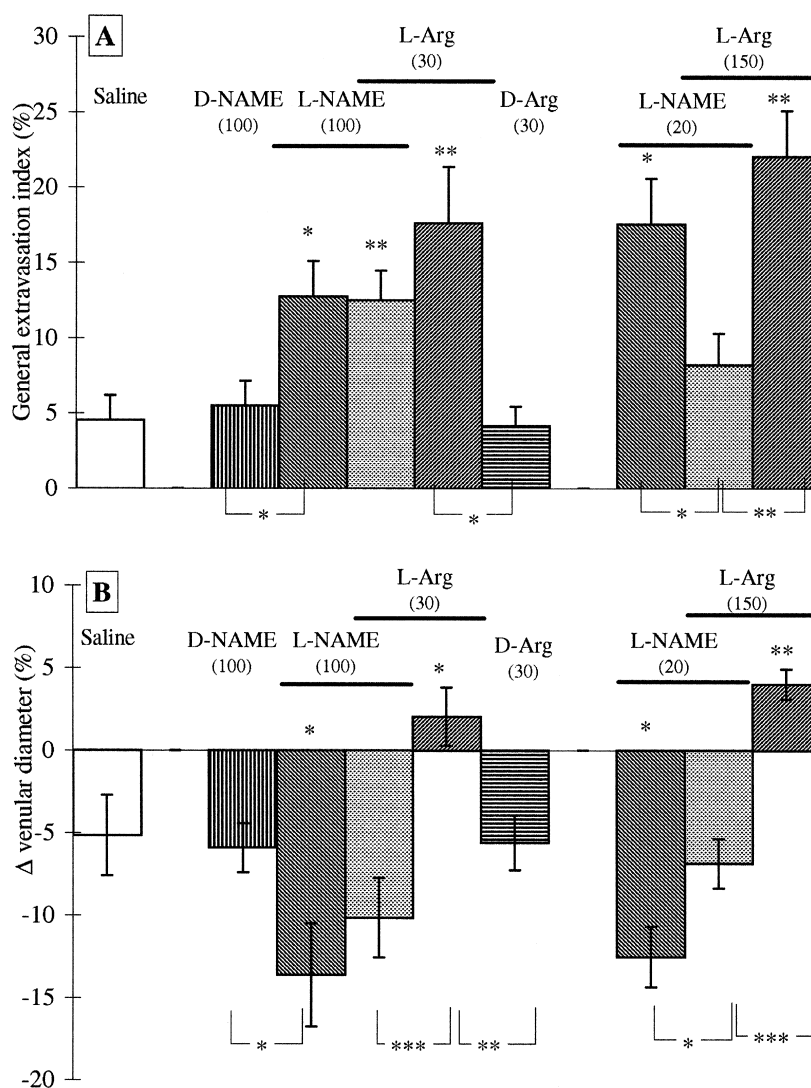 A
General extravasation index (%)
30
25
20
15
10
5
0
L-Arg
(30)
L-Arg
(150)
Saline
D-NAME
(100)
L-NAME
(100)
D-Arg
(30)
L-NAME
(20)
*
**
**
*
**
*
*
*
**
B
Δ venular diameter (%)
10
5
0
-5
-10
-15
-20
L-Arg
(30)
L-Arg
(150)
Saline
D-NAME
(100)
L-NAME
(100)
D-Arg
(30)
L-NAME
(20)
*
*
*
**
*
***
**
*
***